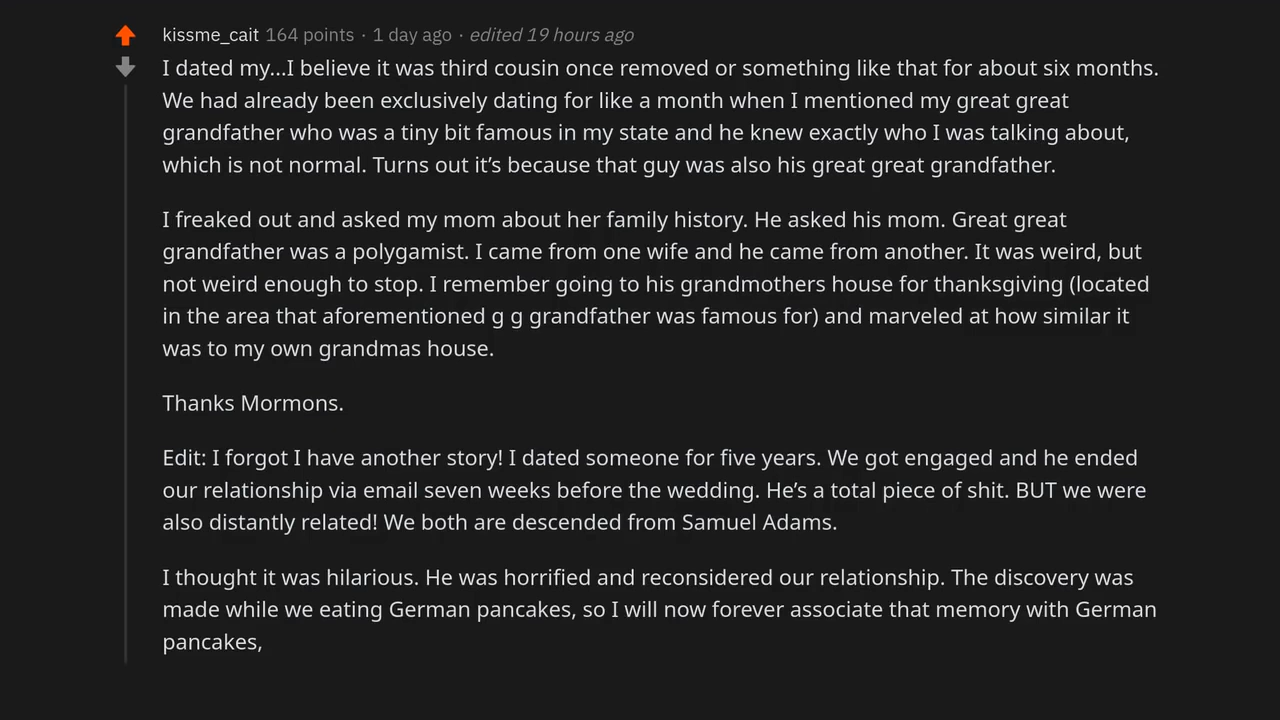 kissme_cait 164 points · 1 day ago · edited 19 hours ago
I dated my...I believe it was third cousin once removed or something like that for about six months.
We had already been exclusively dating for like a month when I mentioned my great great
grandfather who was a tiny bit famous in my state and he knew exactly who I was talking about,
which is not normal. Turns out it’s because that guy was also his great great grandfather.
I freaked out and asked my mom about her family history. He asked his mom. Great great
grandfather was a polygamist. I came from one wife and he came from another. It was weird, but
not weird enough to stop. I remember going to his grandmothers house for thanksgiving (located
in the area that aforementioned g g grandfather was famous for) and marveled at how similar it
was to my own grandmas house.
Thanks Mormons.
Edit: I forgot I have another story! I dated someone for five years. We got engaged and he ended
our relationship via email seven weeks before the wedding. He’s a total piece of shit. BUT we were
also distantly related! We both are descended from Samuel Adams.
I thought it was hilarious. He was horrified and reconsidered our relationship. The discovery was
made while we eating German pancakes, so I will now forever associate that memory with German
pancakes,